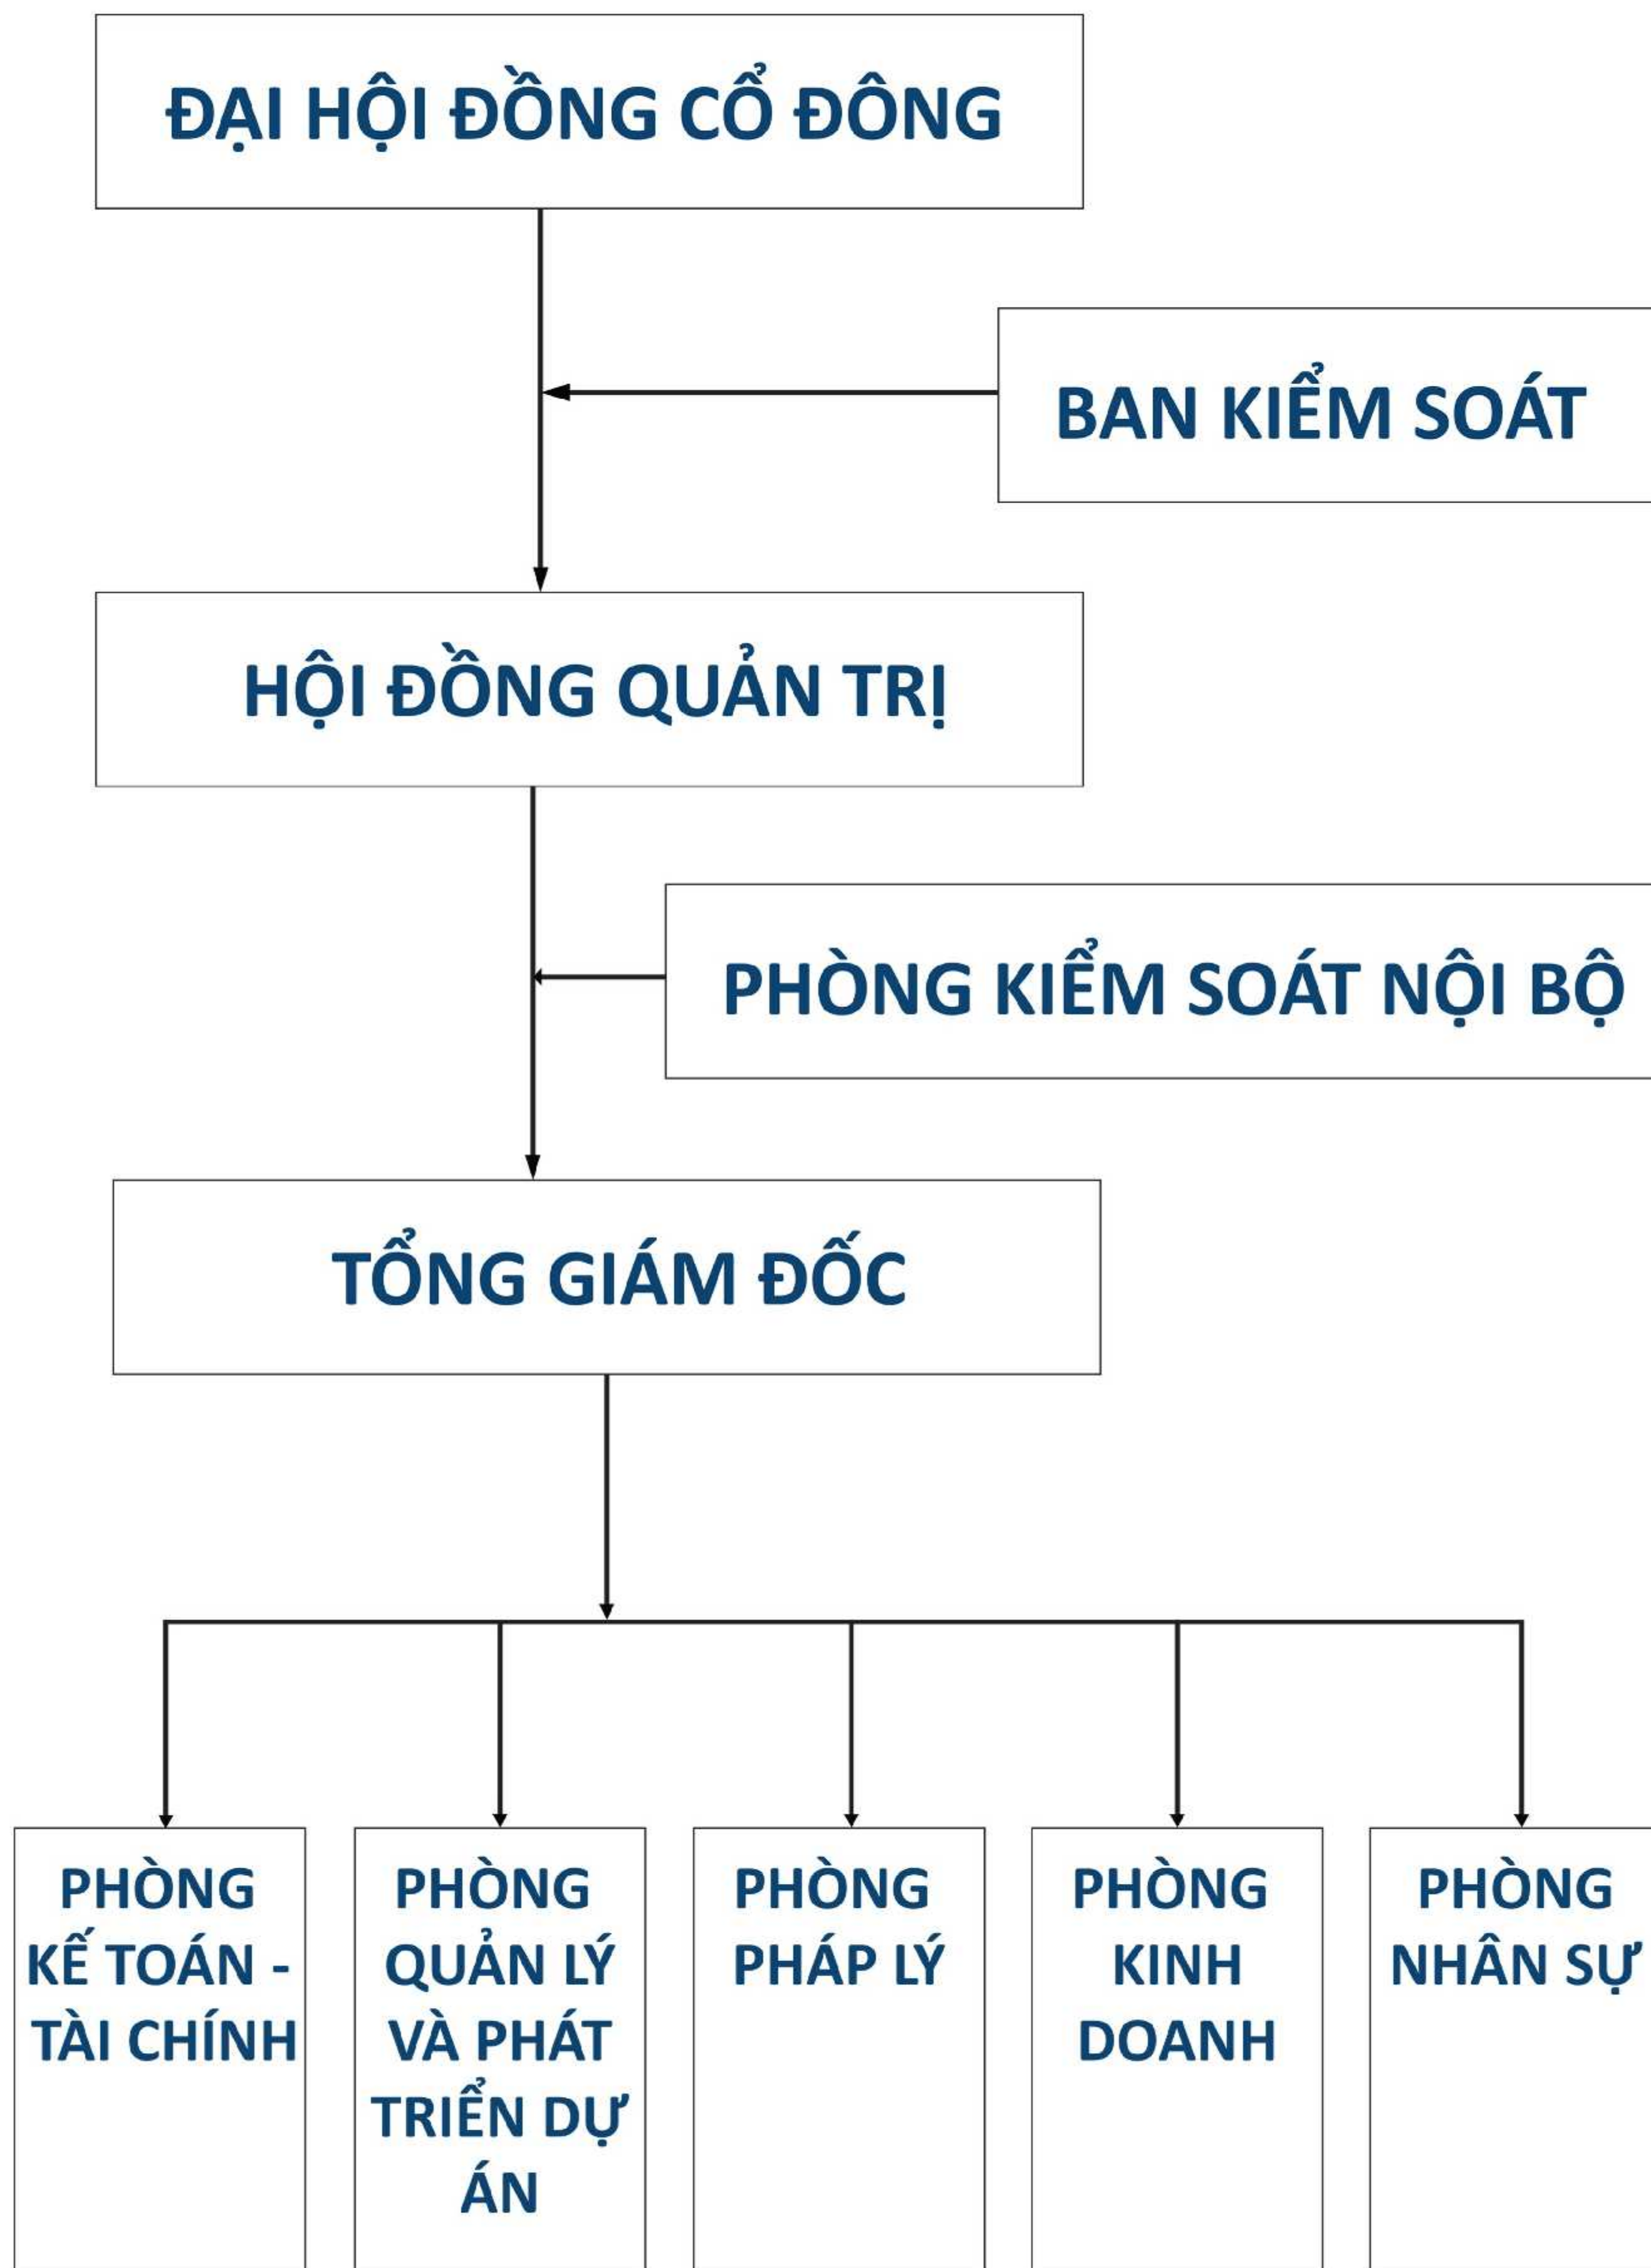 ĐẠI HỘI ĐỒNG CỔ ĐÔNG
BAN KIỂM SOÁT
HỘI ĐỒNG QUẢN TRỊ
PHÒNG KIỂM SOÁT NỘI BỘ
TỔNG GIÁM ĐỐC
PHÒNG
KẾ TOÁN -
TÀI CHÍNH
PHÒNG
QUẢN LÝ
VÀ PHÁT
TRIỂN DỰ
ÁN
PHÒNG
PHÁP LÝ
PHÒNG
KINH
DOANH
PHÒNG
NHÂN SỰ